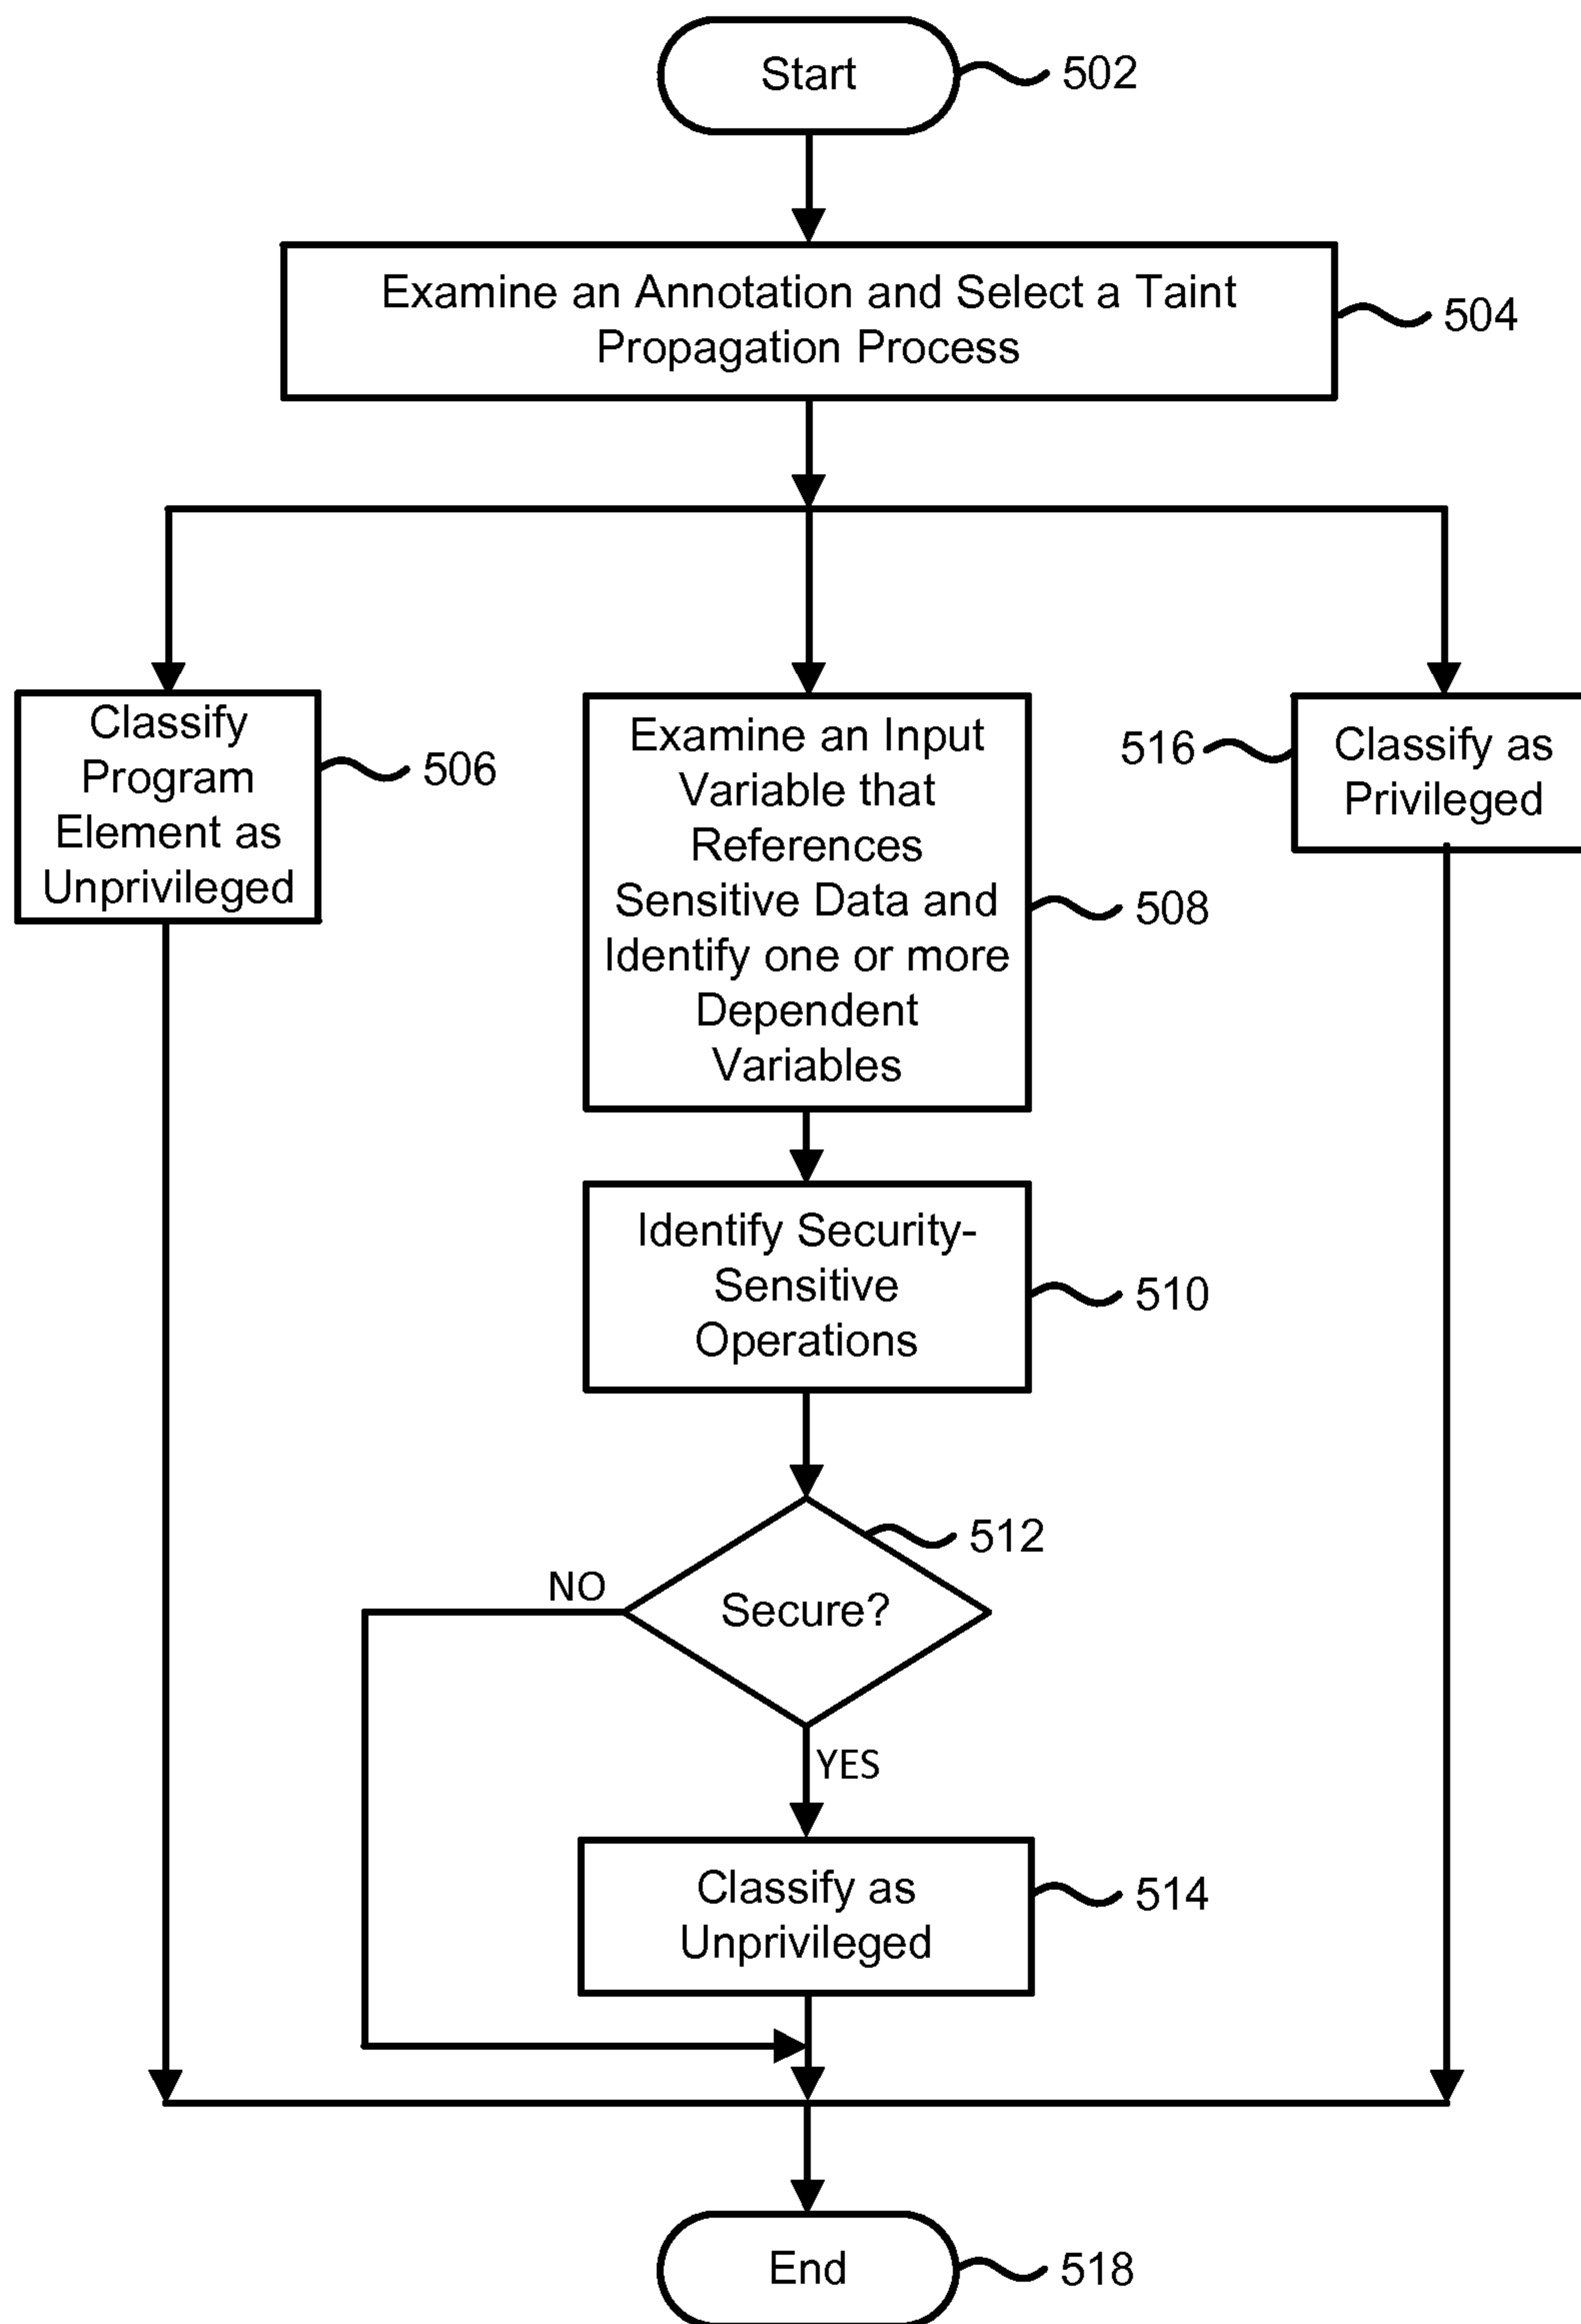 Start
502
Examine an Annotation and Select a Taint
Propagation Process
504
Classify
Program
Element as
Unprivileged
506
Examine an Input
Variable that
References
Sensitive Data and
Identify one or more
Dependent
Variables
508
516
Classify as
Privileged
Identify Security-
Sensitive
Operations
510
512
Secure?
NO
YES
Classify as
Unprivileged
514
End
518